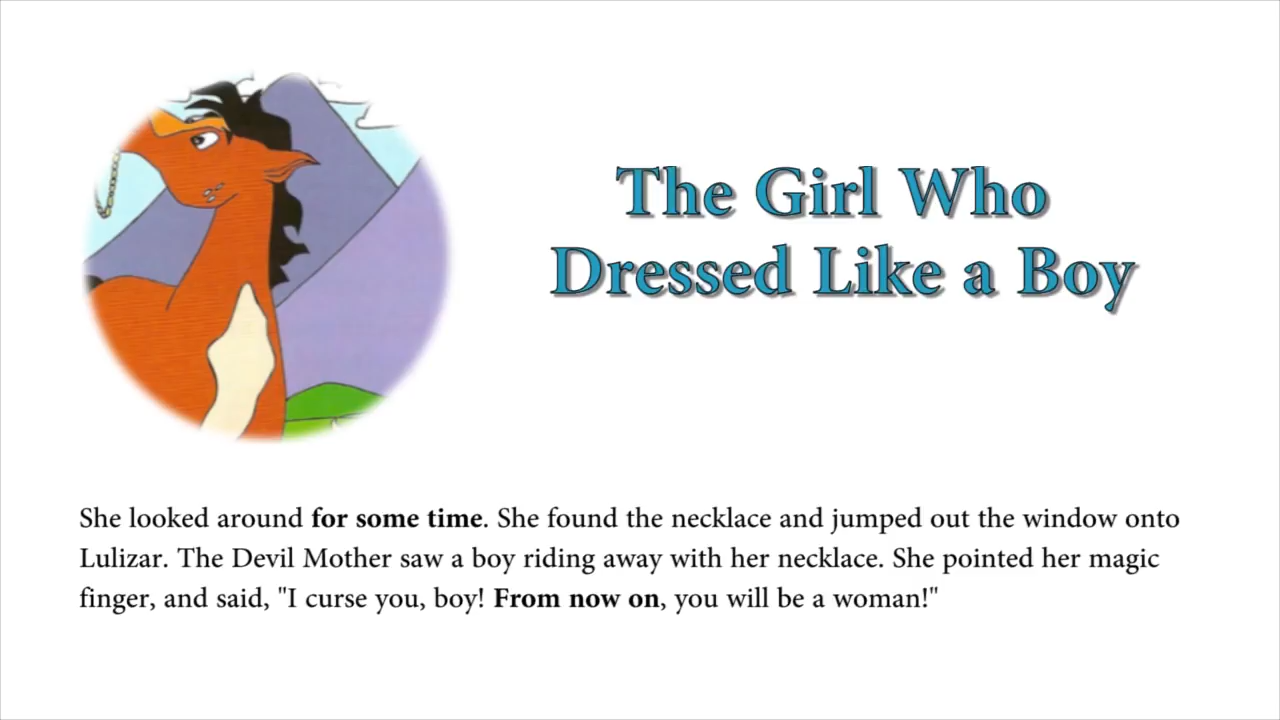 The Girl Who
Dressed Like a Boy
She looked around for some time. She found the necklace and jumped out the window onto
Lulizar. The Devil Mother saw a boy riding away with her necklace. She pointed her magic
finger, and said, "I curse you, boy! From now on, you will be a woman!"